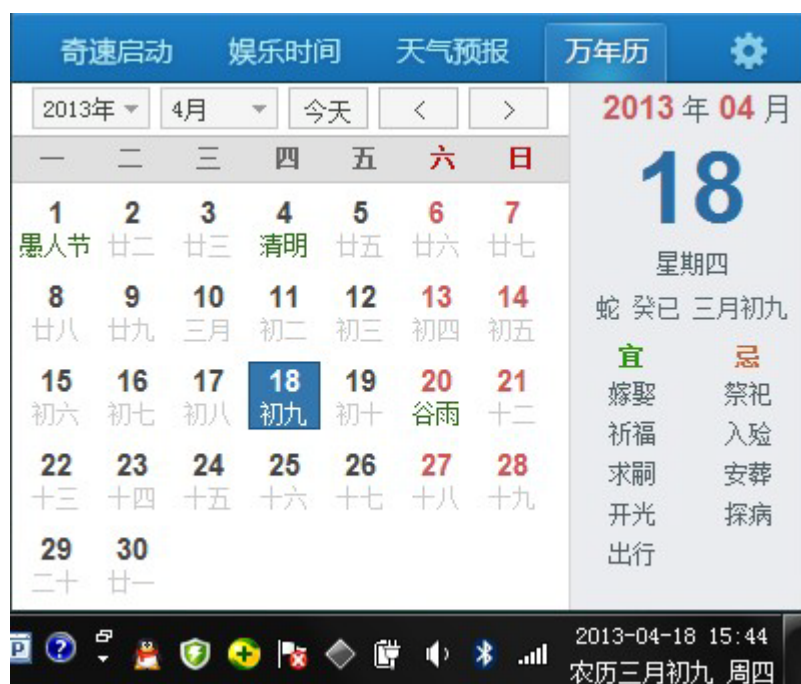 奇速启动 娱乐时间 天气预报 万年历
2013年 4月 今天 < >
一 二 三 四 五 六 日
1 2 3 4 5 6 7
愚人节 廿二 廿三 清明 廿五 廿六 廿七
8 9 10 11 12 13 14
廿八 廿九 三月 初二 初三 初四 初五
15 16 17 18 19 20 21
初六 初七 初八 初九 初十 谷雨 十二
22 23 24 25 26 27 28
十三 十四 十五 十六 十七 十八 十九
29 30
二十 廿一
2013 年 04 月
18
星期四
蛇 癸巳 三月初九
宜 忌
嫁娶 祭祀
祈福 入殓
求嗣 安葬
开光 探病
出行
P ?
2013-04-18 15:44
农历三月初九 周四